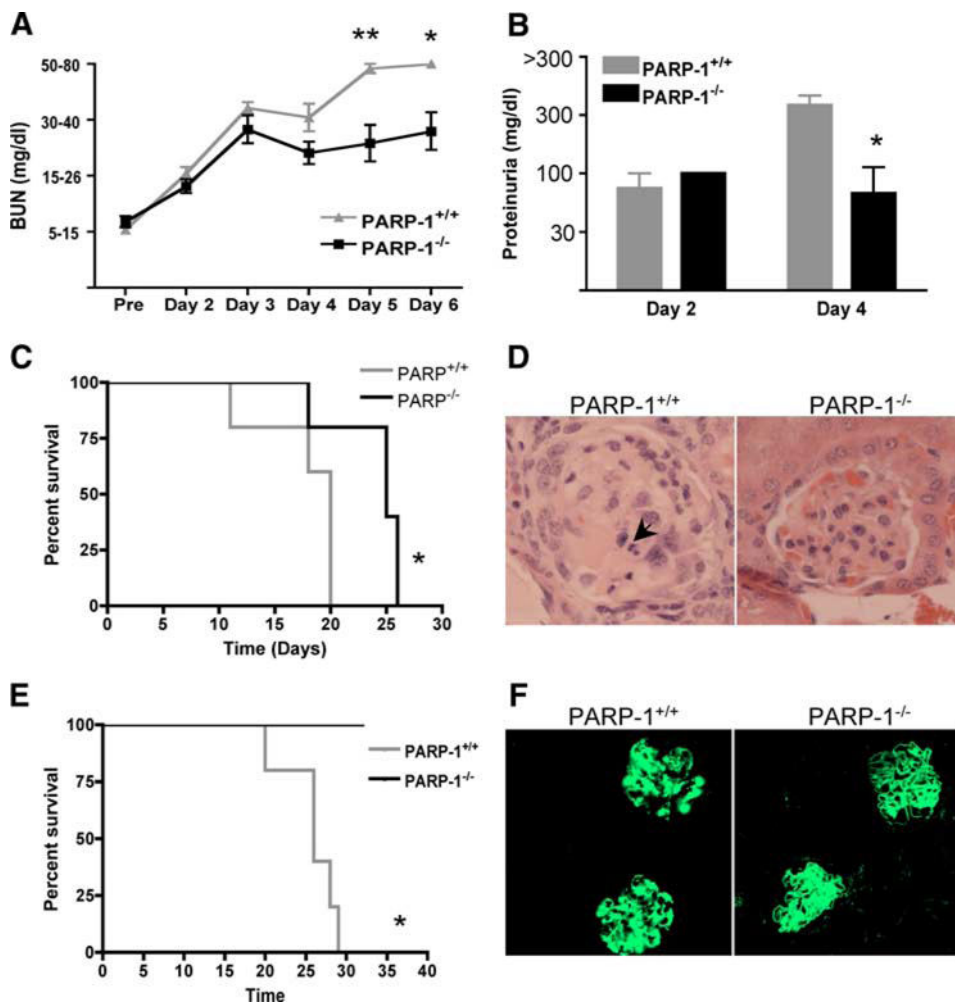 A
**
*
50-80
30-40
15-26
5-15
BUN (mg/dl)
PARP-1+/+
PARP-1-/-
Pre Day 2 Day 3 Day 4 Day 5 Day 6
B
>300
300
100
30
Proteinuria (mg/dl)
PARP-1+/+
PARP-1-/-
*
Day 2 Day 4
C
100
75
50
25
0
Percent survival
PARP+/+
PARP-/-
*
0 5 10 15 20 25 30
Time (Days)
D
PARP-1+/+ PARP-1-/-
E
100
75
50
25
0
Percent survival
PARP-1+/+
PARP-1-/-
*
0 5 10 15 20 25 30 35 40
Time
F
PARP-1+/+ PARP-1-/-